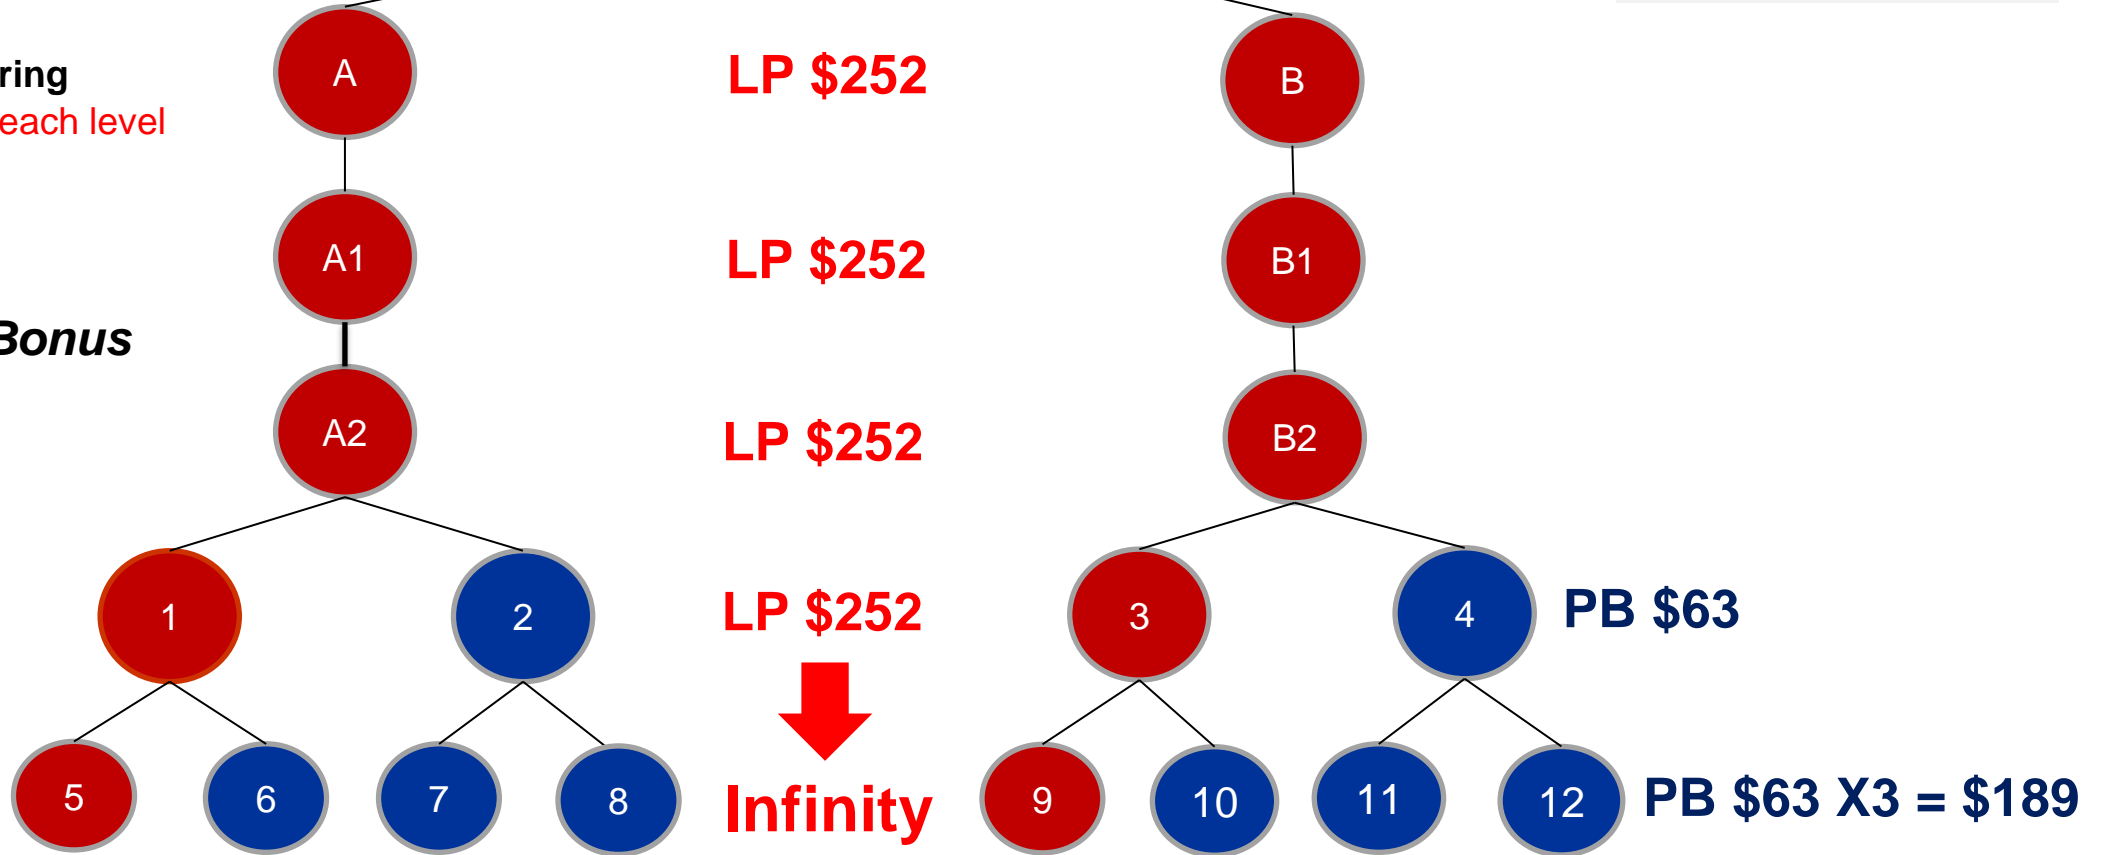 A
LP $252
B
ring
each level
A1
LP $252
B1
Bonus
A2
LP $252
B2
1
2
LP $252
3
4
PB $63
5
6
7
8
Infinity
9
10
11
12
PB $63 X3 = $189